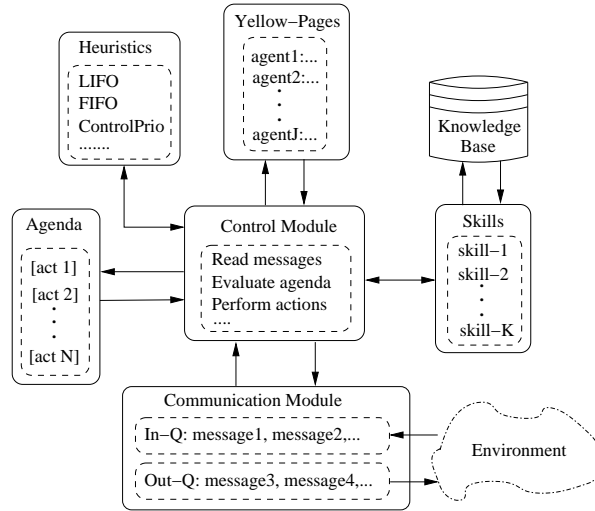 Yellow−Pages
agent1:...
agent2:...
agentJ:...
Heuristics
LIFO
FIFO
ControlPrio
.......
Knowledge
Base
Agenda
[act 1]
[act 2]
[act N]
Control Module
Read messages
Evaluate agenda
Perform actions
....
Skills
skill−1
skill−2
skill−K
Communication Module
In−Q: message1, message2,...
Out−Q: message3, message4,...
Environment